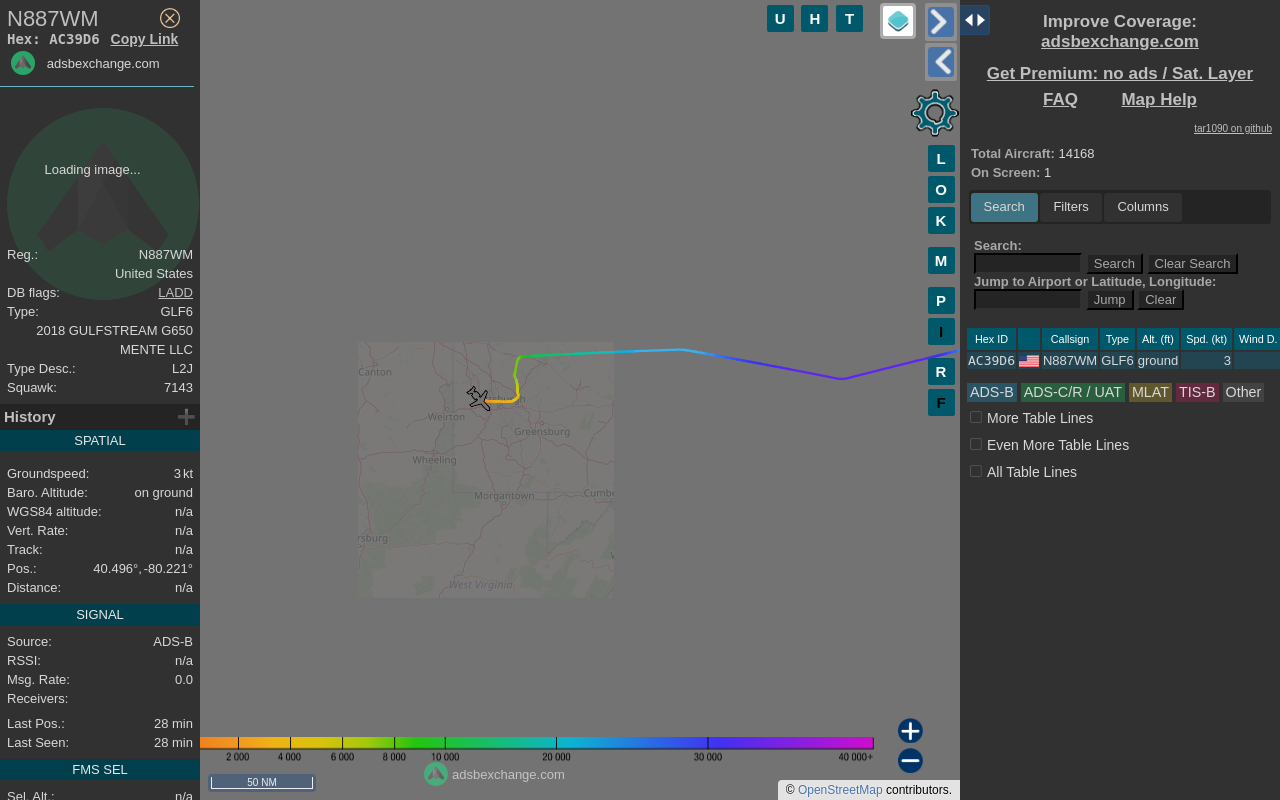 N887WM
Hex: AC39D6 Copy Link
adsbexchange.com
Loading image...
Reg.: N887WM
United States
DB flags: LADD
Type: GLF6
2018 GULFSTREAM G650
MENTE LLC
Type Desc.: L2J
Squawk: 7143
History
SPATIAL
Groundspeed: 3 kt
Baro. Altitude: on ground
WGS84 altitude: n/a
Vert. Rate: n/a
Track: n/a
Pos.: 40.496°, -80.221°
Distance: n/a
SIGNAL
Source: ADS-B
RSSI: n/a
Msg. Rate: 0.0
Receivers:
Last Pos.: 28 min
Last Seen: 28 min
FMS SEL
Sel. Alt.: n/a
U H T
L
O
K
M
P
I
R
F
Canton
Weirton
Greensburg
Wheeling
Morgantown
Cumbe
rsburg
West Virginia
2 000 4 000 6 000 8 000 10 000 20 000 30 000 40 000+
50 NM
adsbexchange.com
© OpenStreetMap contributors.
Improve Coverage:
adsbexchange.com
Get Premium: no ads / Sat. Layer
FAQ Map Help
tar1090 on github
Total Aircraft: 14168
On Screen: 1
Search Filters Columns
Search:
Search Clear Search
Jump to Airport or Latitude, Longitude:
Jump Clear
Hex ID Callsign Type Alt. (ft) Spd. (kt) Wind D.
AC39D6 N887WM GLF6 ground 3
ADS-B ADS-C/R / UAT MLAT TIS-B Other
More Table Lines
Even More Table Lines
All Table Lines